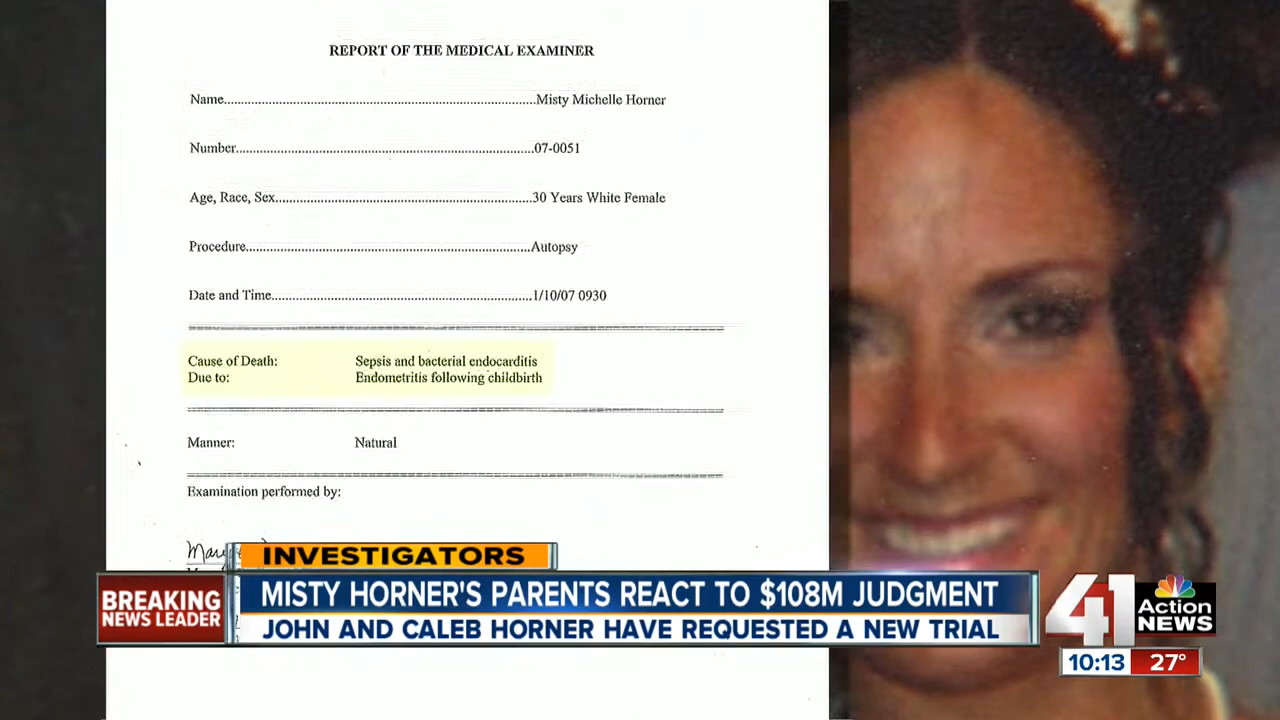 REPORT OF THE MEDICAL EXAMINER
Name..............................................................................................Misty Michelle Horner
Number..........................................................................................07-0051
Age, Race, Sex..............................................................................30 Years White Female
Procedure.......................................................................................Autopsy
Date and Time...............................................................................1/10/07 0930
Cause of Death: Sepsis and bacterial endocarditis
Due to: Endometritis following childbirth
Manner: Natural
Examination performed by:
INVESTIGATORS
BREAKING
NEWS LEADER
MISTY HORNER'S PARENTS REACT TO $108M JUDGMENT
JOHN AND CALEB HORNER HAVE REQUESTED A NEW TRIAL
41
Action
NEWS
10:13 27°